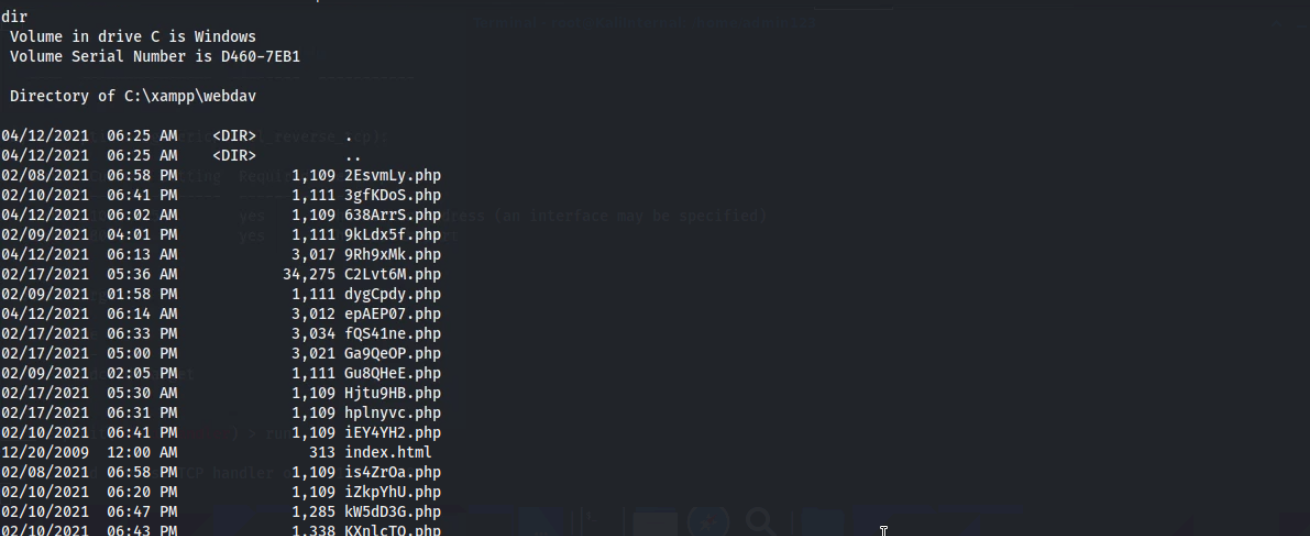 dir
Volume in drive C is Windows
Volume Serial Number is D460-7EB1
Directory of C:\xampp\webdav
04/12/2021 06:25 AM <DIR> .
04/12/2021 06:25 AM <DIR> ..
02/08/2021 06:58 PM 1,109 2EsvmLy.php
02/10/2021 06:41 PM 1,111 3gfKDoS.php
04/12/2021 06:02 AM 1,109 638ArrS.php
02/09/2021 04:01 PM 1,111 9kLdx5f.php
04/12/2021 06:13 AM 3,017 9Rh9xMk.php
02/17/2021 05:36 AM 34,275 C2Lvt6M.php
02/09/2021 01:58 PM 1,111 dygCpdy.php
04/12/2021 06:14 AM 3,012 epAEP07.php
02/17/2021 06:33 PM 3,034 fQS41ne.php
02/17/2021 05:00 PM 3,021 Ga9QeOP.php
02/09/2021 02:05 PM 1,111 Gu8QHeE.php
02/17/2021 05:30 AM 1,109 Hjtu9HB.php
02/17/2021 06:31 PM 1,109 hplnyvc.php
02/10/2021 06:41 PM 1,109 iEY4YH2.php
12/20/2009 12:00 AM 313 index.html
02/08/2021 06:58 PM 1,109 is4ZrOa.php
02/10/2021 06:20 PM 1,109 iZkpYhU.php
02/10/2021 06:47 PM 1,285 kW5dD3G.php
02/10/2021 06:43 PM 1,338 KXnlcTO.php